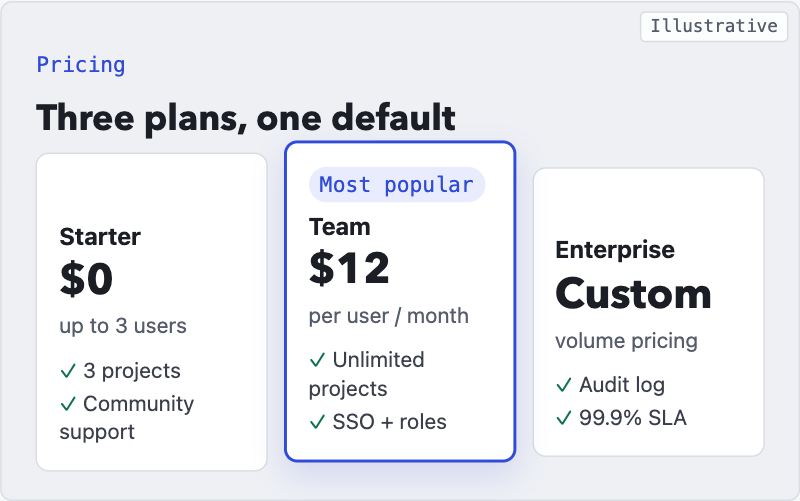 Illustrative
Pricing
Three plans, one default
Starter
$0
up to 3 users
✓ 3 projects
✓ Community
support
Most popular
Team
$12
per user / month
✓ Unlimited
projects
✓ SSO + roles
Enterprise
Custom
volume pricing
✓ Audit log
✓ 99.9% SLA